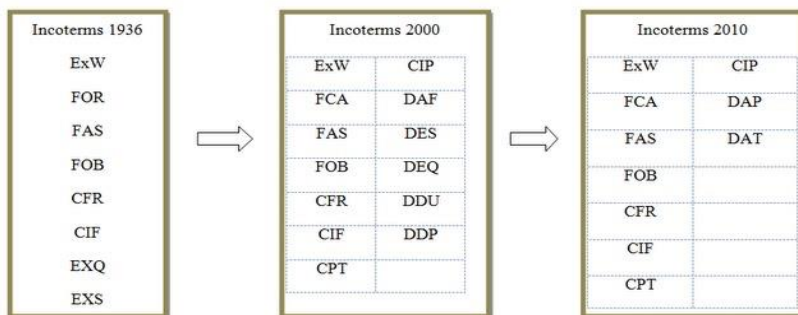 Incoterms 1936
ExW
FOR
FAS
FOB
CFR
CIF
EXQ
EXS
Incoterms 2000
ExW CIP
FCA DAF
FAS DES
FOB DEQ
CFR DDU
CIF DDP
CPT
Incoterms 2010
ExW CIP
FCA DAP
FAS DAT
FOB
CFR
CIF
CPT